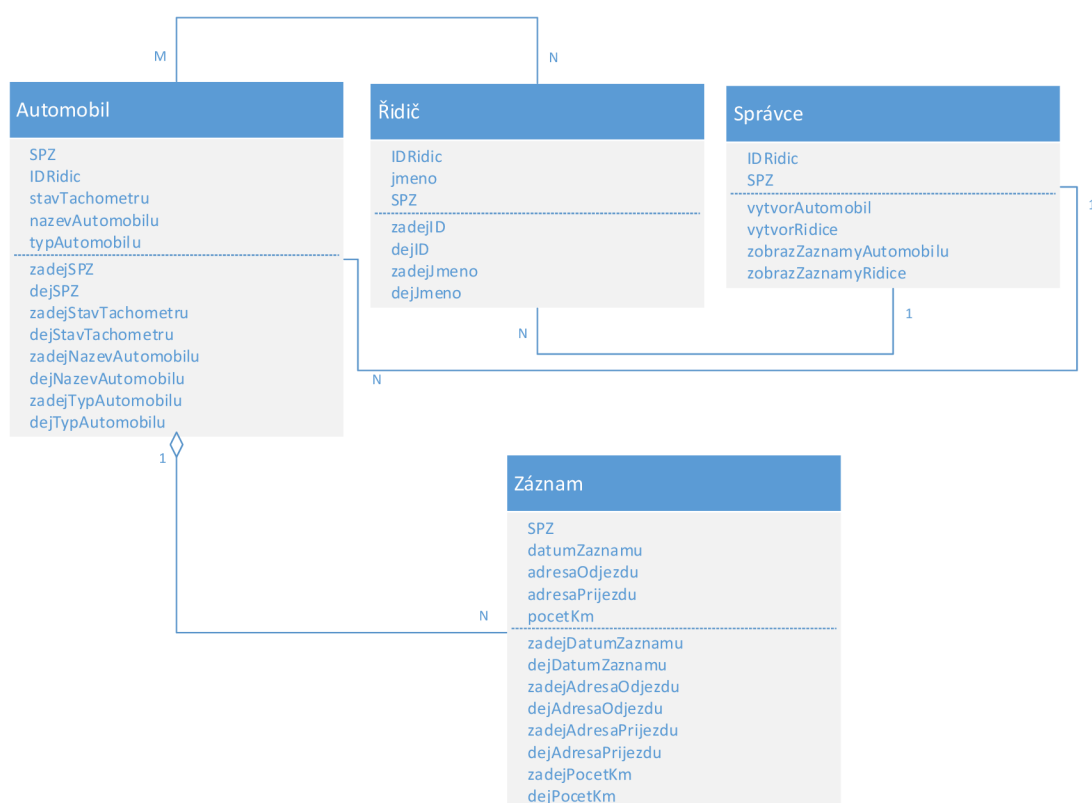 M
N
Automobil
SPZ
IDRidic
stavTachometru
nazevAutomobilu
typAutomobilu
zadejSPZ
dejSPZ
zadejStavTachometru
dejStavTachometru
zadejNazevAutomobilu
dejNazevAutomobilu
zadejTypAutomobilu
dejTypAutomobilu
Řidič
IDRidic
jmeno
SPZ
zadejID
dejID
zadejJmeno
dejJmeno
Správce
IDRidic
SPZ
vytvorAutomobil
vytvorRidice
zobrazZaznamyAutomobilu
zobrazZaznamyRidice
1
1
N
N
1
N
Záznam
SPZ
datumZaznamu
adresaOdjezdu
adresaPrijezdu
pocetKm
zadejDatumZaznamu
dejDatumZaznamu
zadejAdresaOdjezdu
dejAdresaOdjezdu
zadejAdresaPrijezdu
dejAdresaPrijezdu
zadejPocetKm
dejPocetKm